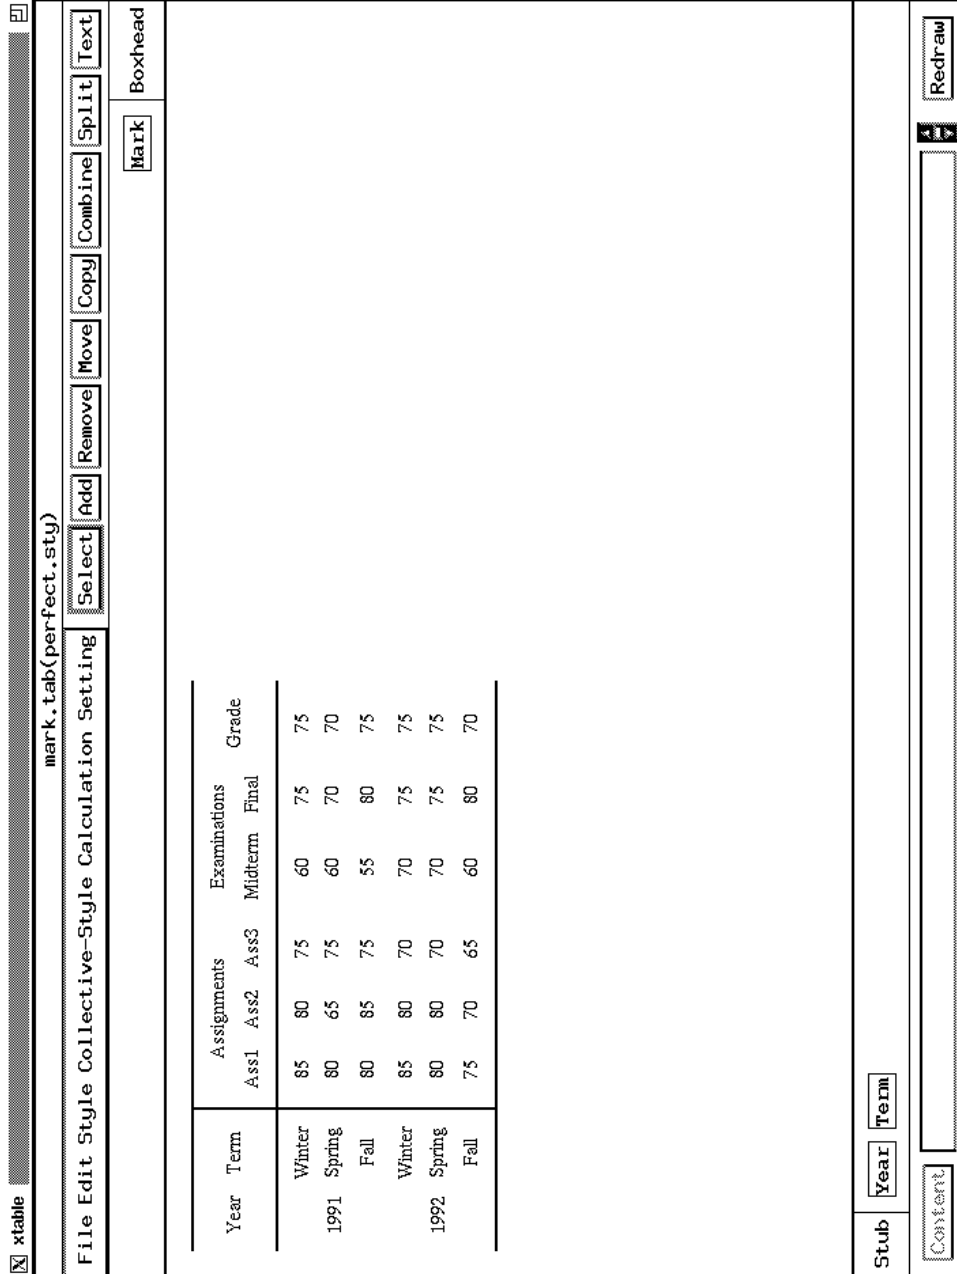 xtable
mark.tab(perfect.sty)
File Edit Style Collective-Style Calculation Setting Select Add Remove Move Copy Combine Split Text
Mark Boxhead
Assignments Examinations Grade
Year Term Ass1 Ass2 Ass3 Midterm Final
Winter 85 80 75 60 75 75
1991 Spring 80 65 75 60 70 70
Fall 80 85 75 55 80 75
Winter 85 80 70 70 75 75
1992 Spring 80 80 70 70 75 75
Fall 75 70 65 60 80 70
Stub Year Term
Content Redraw